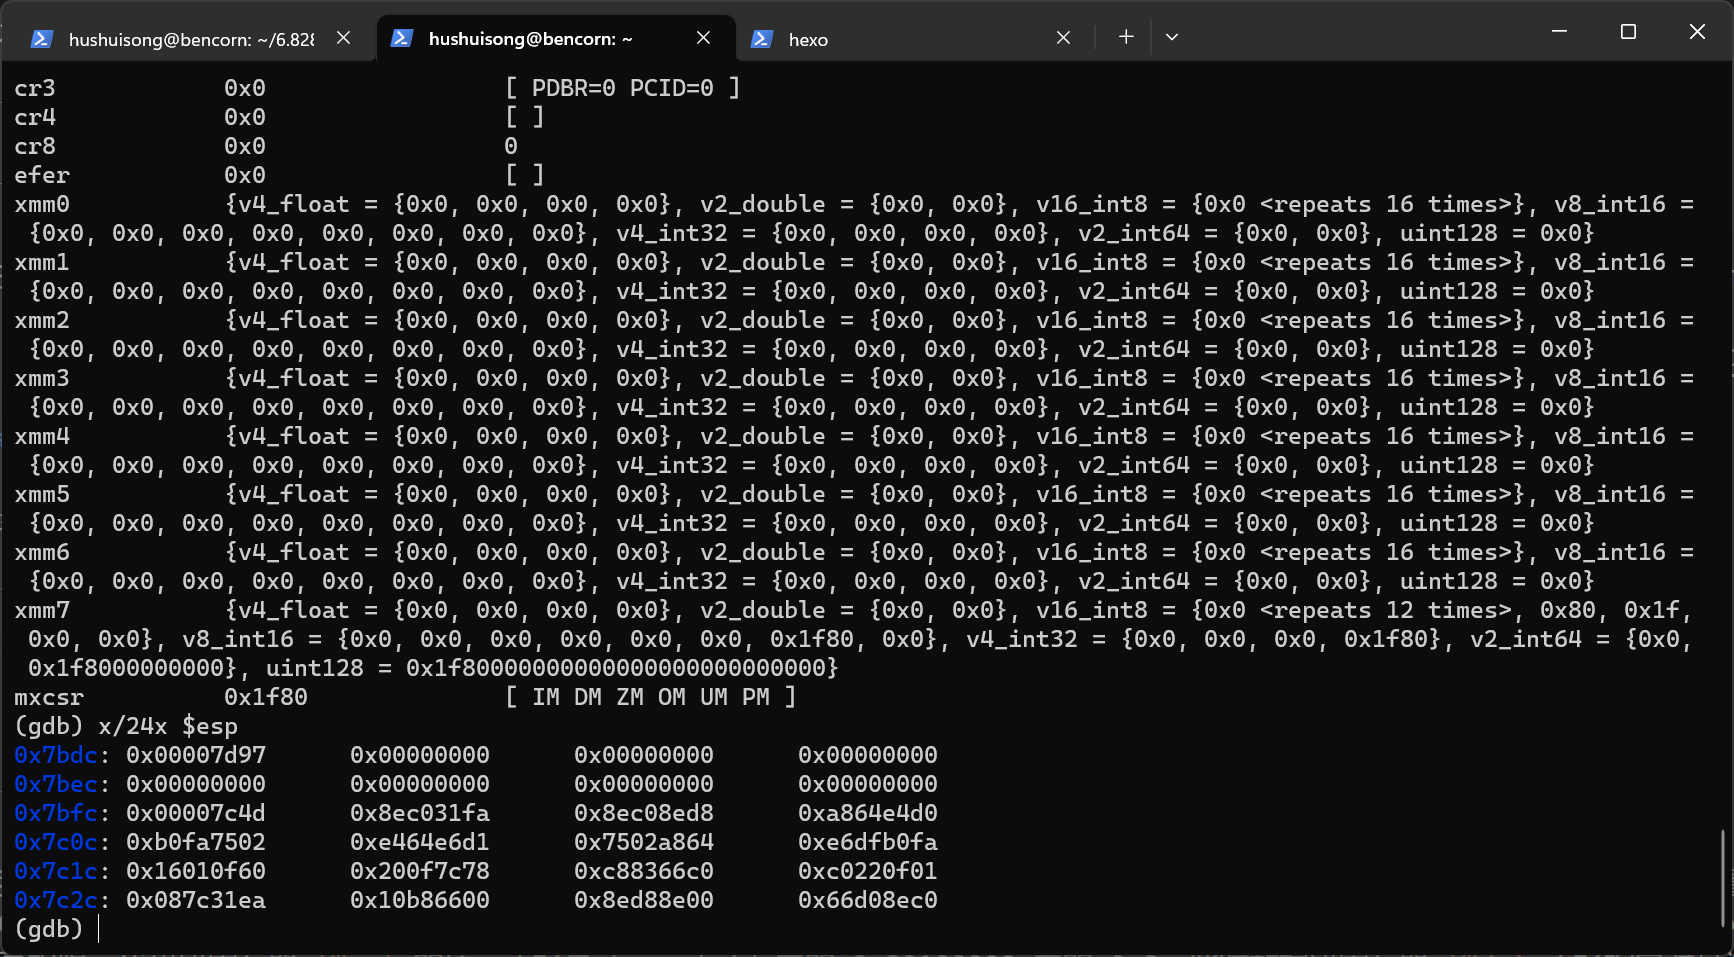 hushuisong@bencorn: ~/6.828
hushuisong@bencorn: ~
hexo
cr3 0x0 [ PDBR=0 PCID=0 ]
cr4 0x0 [ ]
cr8 0x0 0
efer 0x0 [ ]
xmm0 {v4_float = {0x0, 0x0, 0x0, 0x0}, v2_double = {0x0, 0x0}, v16_int8 = {0x0 <repeats 16 times>}, v8_int16 =
{0x0, 0x0, 0x0, 0x0, 0x0, 0x0, 0x0, 0x0}, v4_int32 = {0x0, 0x0, 0x0, 0x0}, v2_int64 = {0x0, 0x0}, uint128 = 0x0}
xmm1 {v4_float = {0x0, 0x0, 0x0, 0x0}, v2_double = {0x0, 0x0}, v16_int8 = {0x0 <repeats 16 times>}, v8_int16 =
{0x0, 0x0, 0x0, 0x0, 0x0, 0x0, 0x0, 0x0}, v4_int32 = {0x0, 0x0, 0x0, 0x0}, v2_int64 = {0x0, 0x0}, uint128 = 0x0}
xmm2 {v4_float = {0x0, 0x0, 0x0, 0x0}, v2_double = {0x0, 0x0}, v16_int8 = {0x0 <repeats 16 times>}, v8_int16 =
{0x0, 0x0, 0x0, 0x0, 0x0, 0x0, 0x0, 0x0}, v4_int32 = {0x0, 0x0, 0x0, 0x0}, v2_int64 = {0x0, 0x0}, uint128 = 0x0}
xmm3 {v4_float = {0x0, 0x0, 0x0, 0x0}, v2_double = {0x0, 0x0}, v16_int8 = {0x0 <repeats 16 times>}, v8_int16 =
{0x0, 0x0, 0x0, 0x0, 0x0, 0x0, 0x0, 0x0}, v4_int32 = {0x0, 0x0, 0x0, 0x0}, v2_int64 = {0x0, 0x0}, uint128 = 0x0}
xmm4 {v4_float = {0x0, 0x0, 0x0, 0x0}, v2_double = {0x0, 0x0}, v16_int8 = {0x0 <repeats 16 times>}, v8_int16 =
{0x0, 0x0, 0x0, 0x0, 0x0, 0x0, 0x0, 0x0}, v4_int32 = {0x0, 0x0, 0x0, 0x0}, v2_int64 = {0x0, 0x0}, uint128 = 0x0}
xmm5 {v4_float = {0x0, 0x0, 0x0, 0x0}, v2_double = {0x0, 0x0}, v16_int8 = {0x0 <repeats 16 times>}, v8_int16 =
{0x0, 0x0, 0x0, 0x0, 0x0, 0x0, 0x0, 0x0}, v4_int32 = {0x0, 0x0, 0x0, 0x0}, v2_int64 = {0x0, 0x0}, uint128 = 0x0}
xmm6 {v4_float = {0x0, 0x0, 0x0, 0x0}, v2_double = {0x0, 0x0}, v16_int8 = {0x0 <repeats 16 times>}, v8_int16 =
{0x0, 0x0, 0x0, 0x0, 0x0, 0x0, 0x0, 0x0}, v4_int32 = {0x0, 0x0, 0x0, 0x0}, v2_int64 = {0x0, 0x0}, uint128 = 0x0}
xmm7 {v4_float = {0x0, 0x0, 0x0, 0x0}, v2_double = {0x0, 0x0}, v16_int8 = {0x0 <repeats 12 times>, 0x80, 0x1f,
0x0, 0x0}, v8_int16 = {0x0, 0x0, 0x0, 0x0, 0x0, 0x0, 0x1f80, 0x0}, v4_int32 = {0x0, 0x0, 0x0, 0x1f80}, v2_int64 = {0x0,
0x1f8000000000}, uint128 = 0x1f80000000000000000000000000}
mxcsr 0x1f80 [ IM DM ZM OM UM PM ]
(gdb) x/24x $esp
0x7bdc: 0x00007d97 0x00000000 0x00000000 0x00000000
0x7bec: 0x00000000 0x00000000 0x00000000 0x00000000
0x7bfc: 0x00007c4d 0x8ec031fa 0x8ec08ed8 0xa864e4d0
0x7c0c: 0xb0fa7502 0xe464e6d1 0x7502a864 0xe6dfb0fa
0x7c1c: 0x16010f60 0x200f7c78 0xc88366c0 0xc0220f01
0x7c2c: 0x087c31ea 0x10b86600 0x8ed88e00 0x66d08ec0
(gdb)